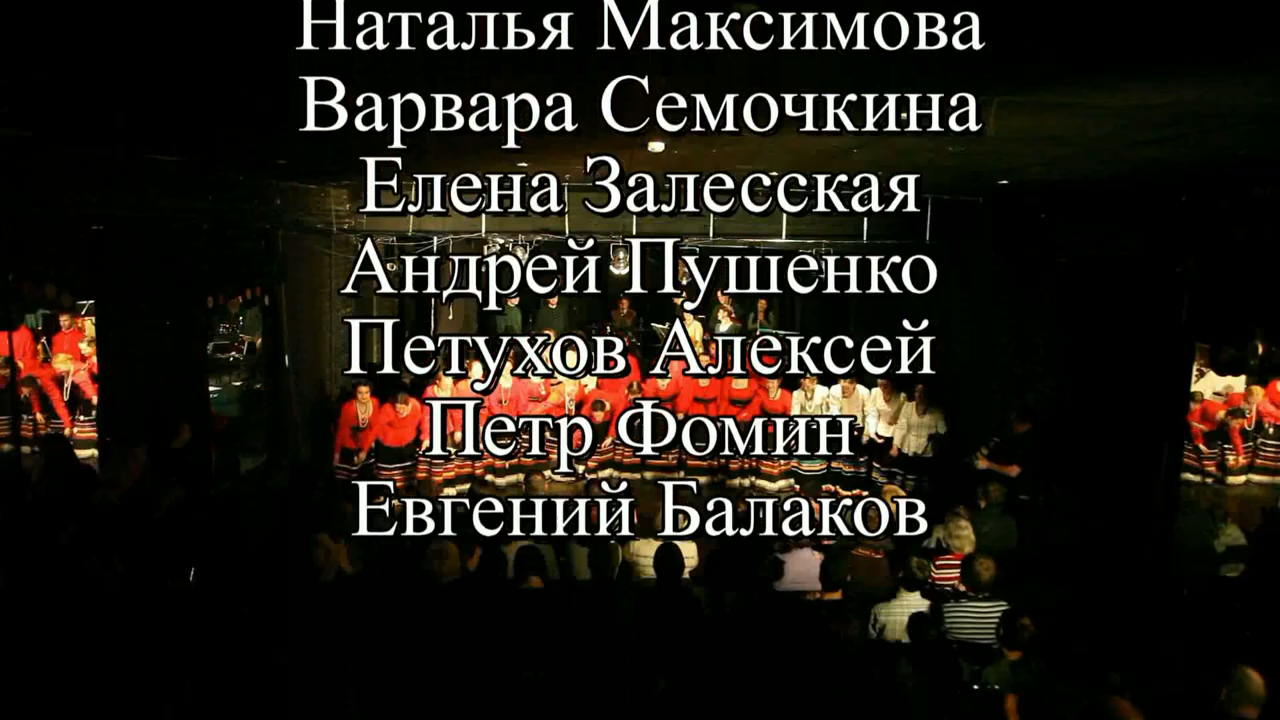 Наталья Максимова
Варвара Семочкина
Елена Залесская
Андрей Пушенко
Петухов Алексей
Петр Фомин
Евгений Балаков